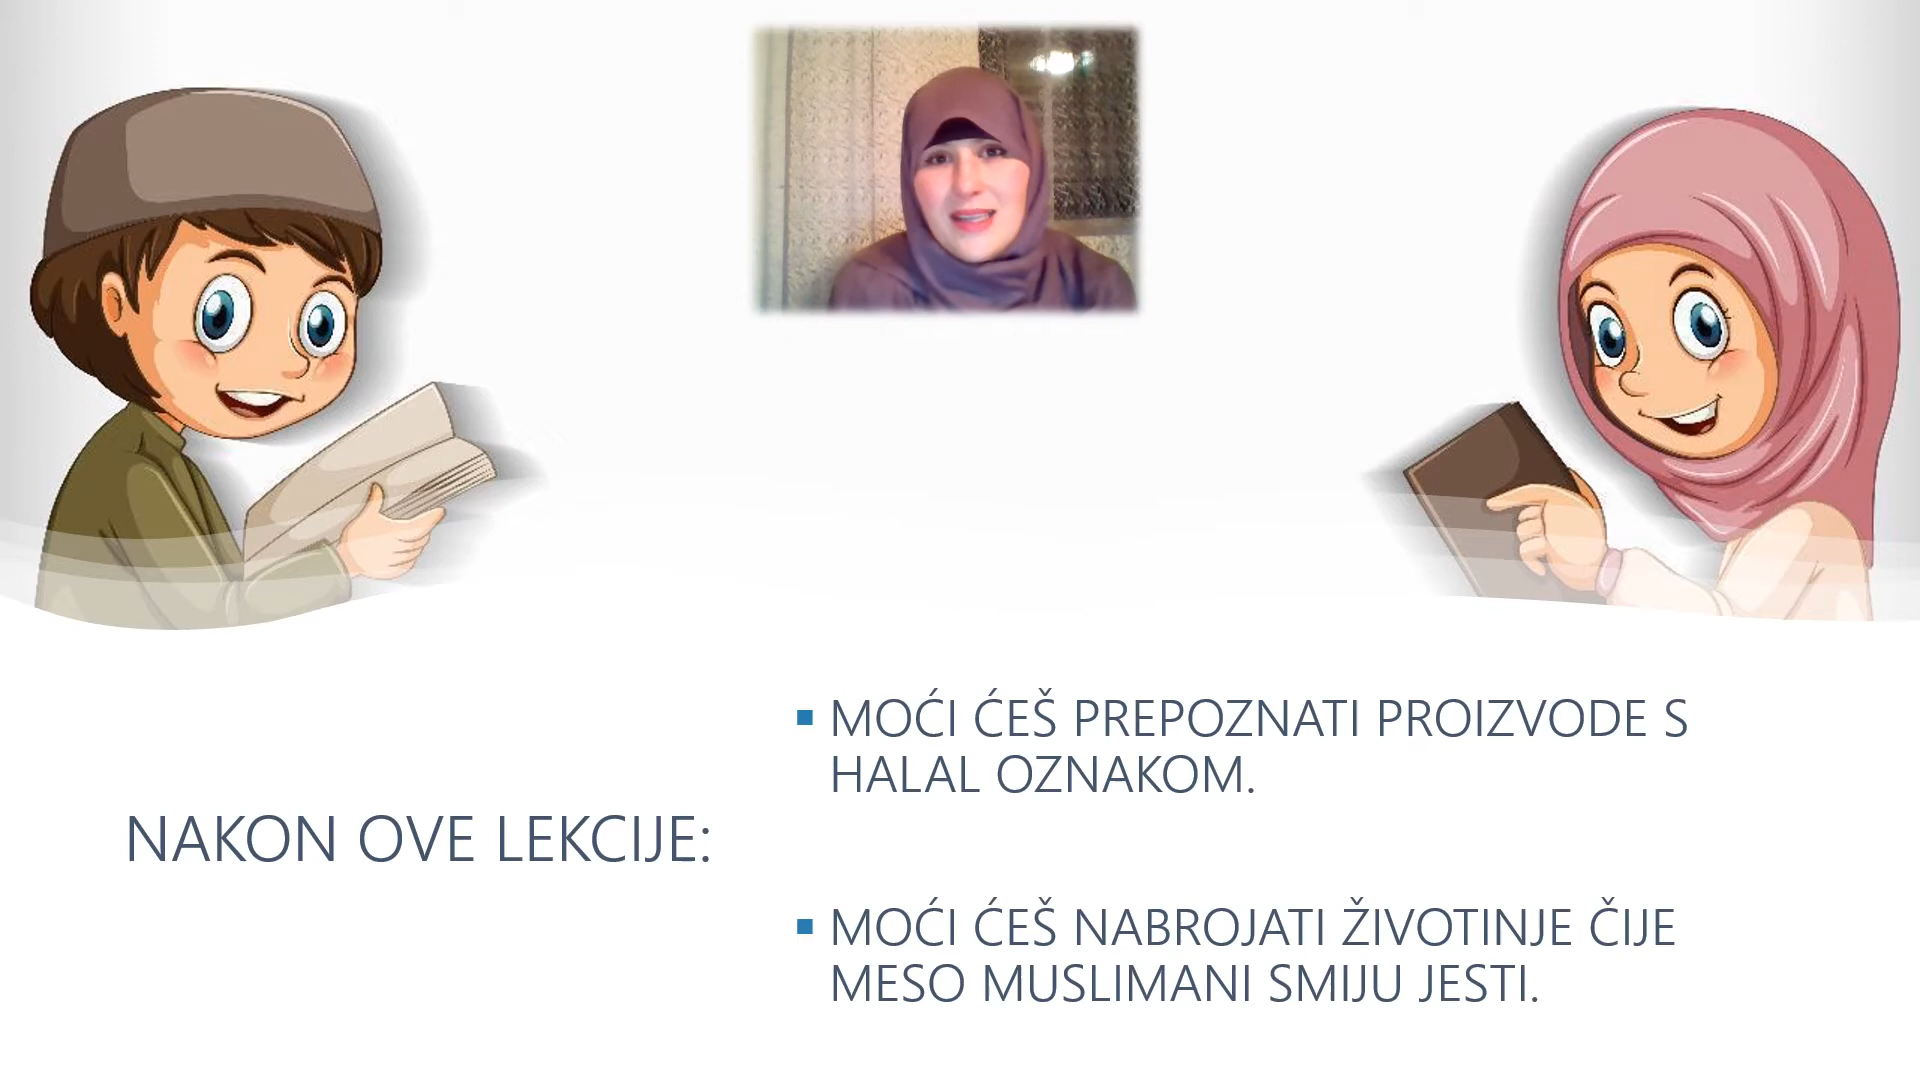 NAKON OVE LEKCIJE:
MOĆI ĆEŠ PREPOZNATI PROIZVODE S
HALAL OZNAKOM.
MOĆI ĆEŠ NABROJATI ŽIVOTINJE ČIJE
MESO MUSLIMANI SMIJU JESTI.